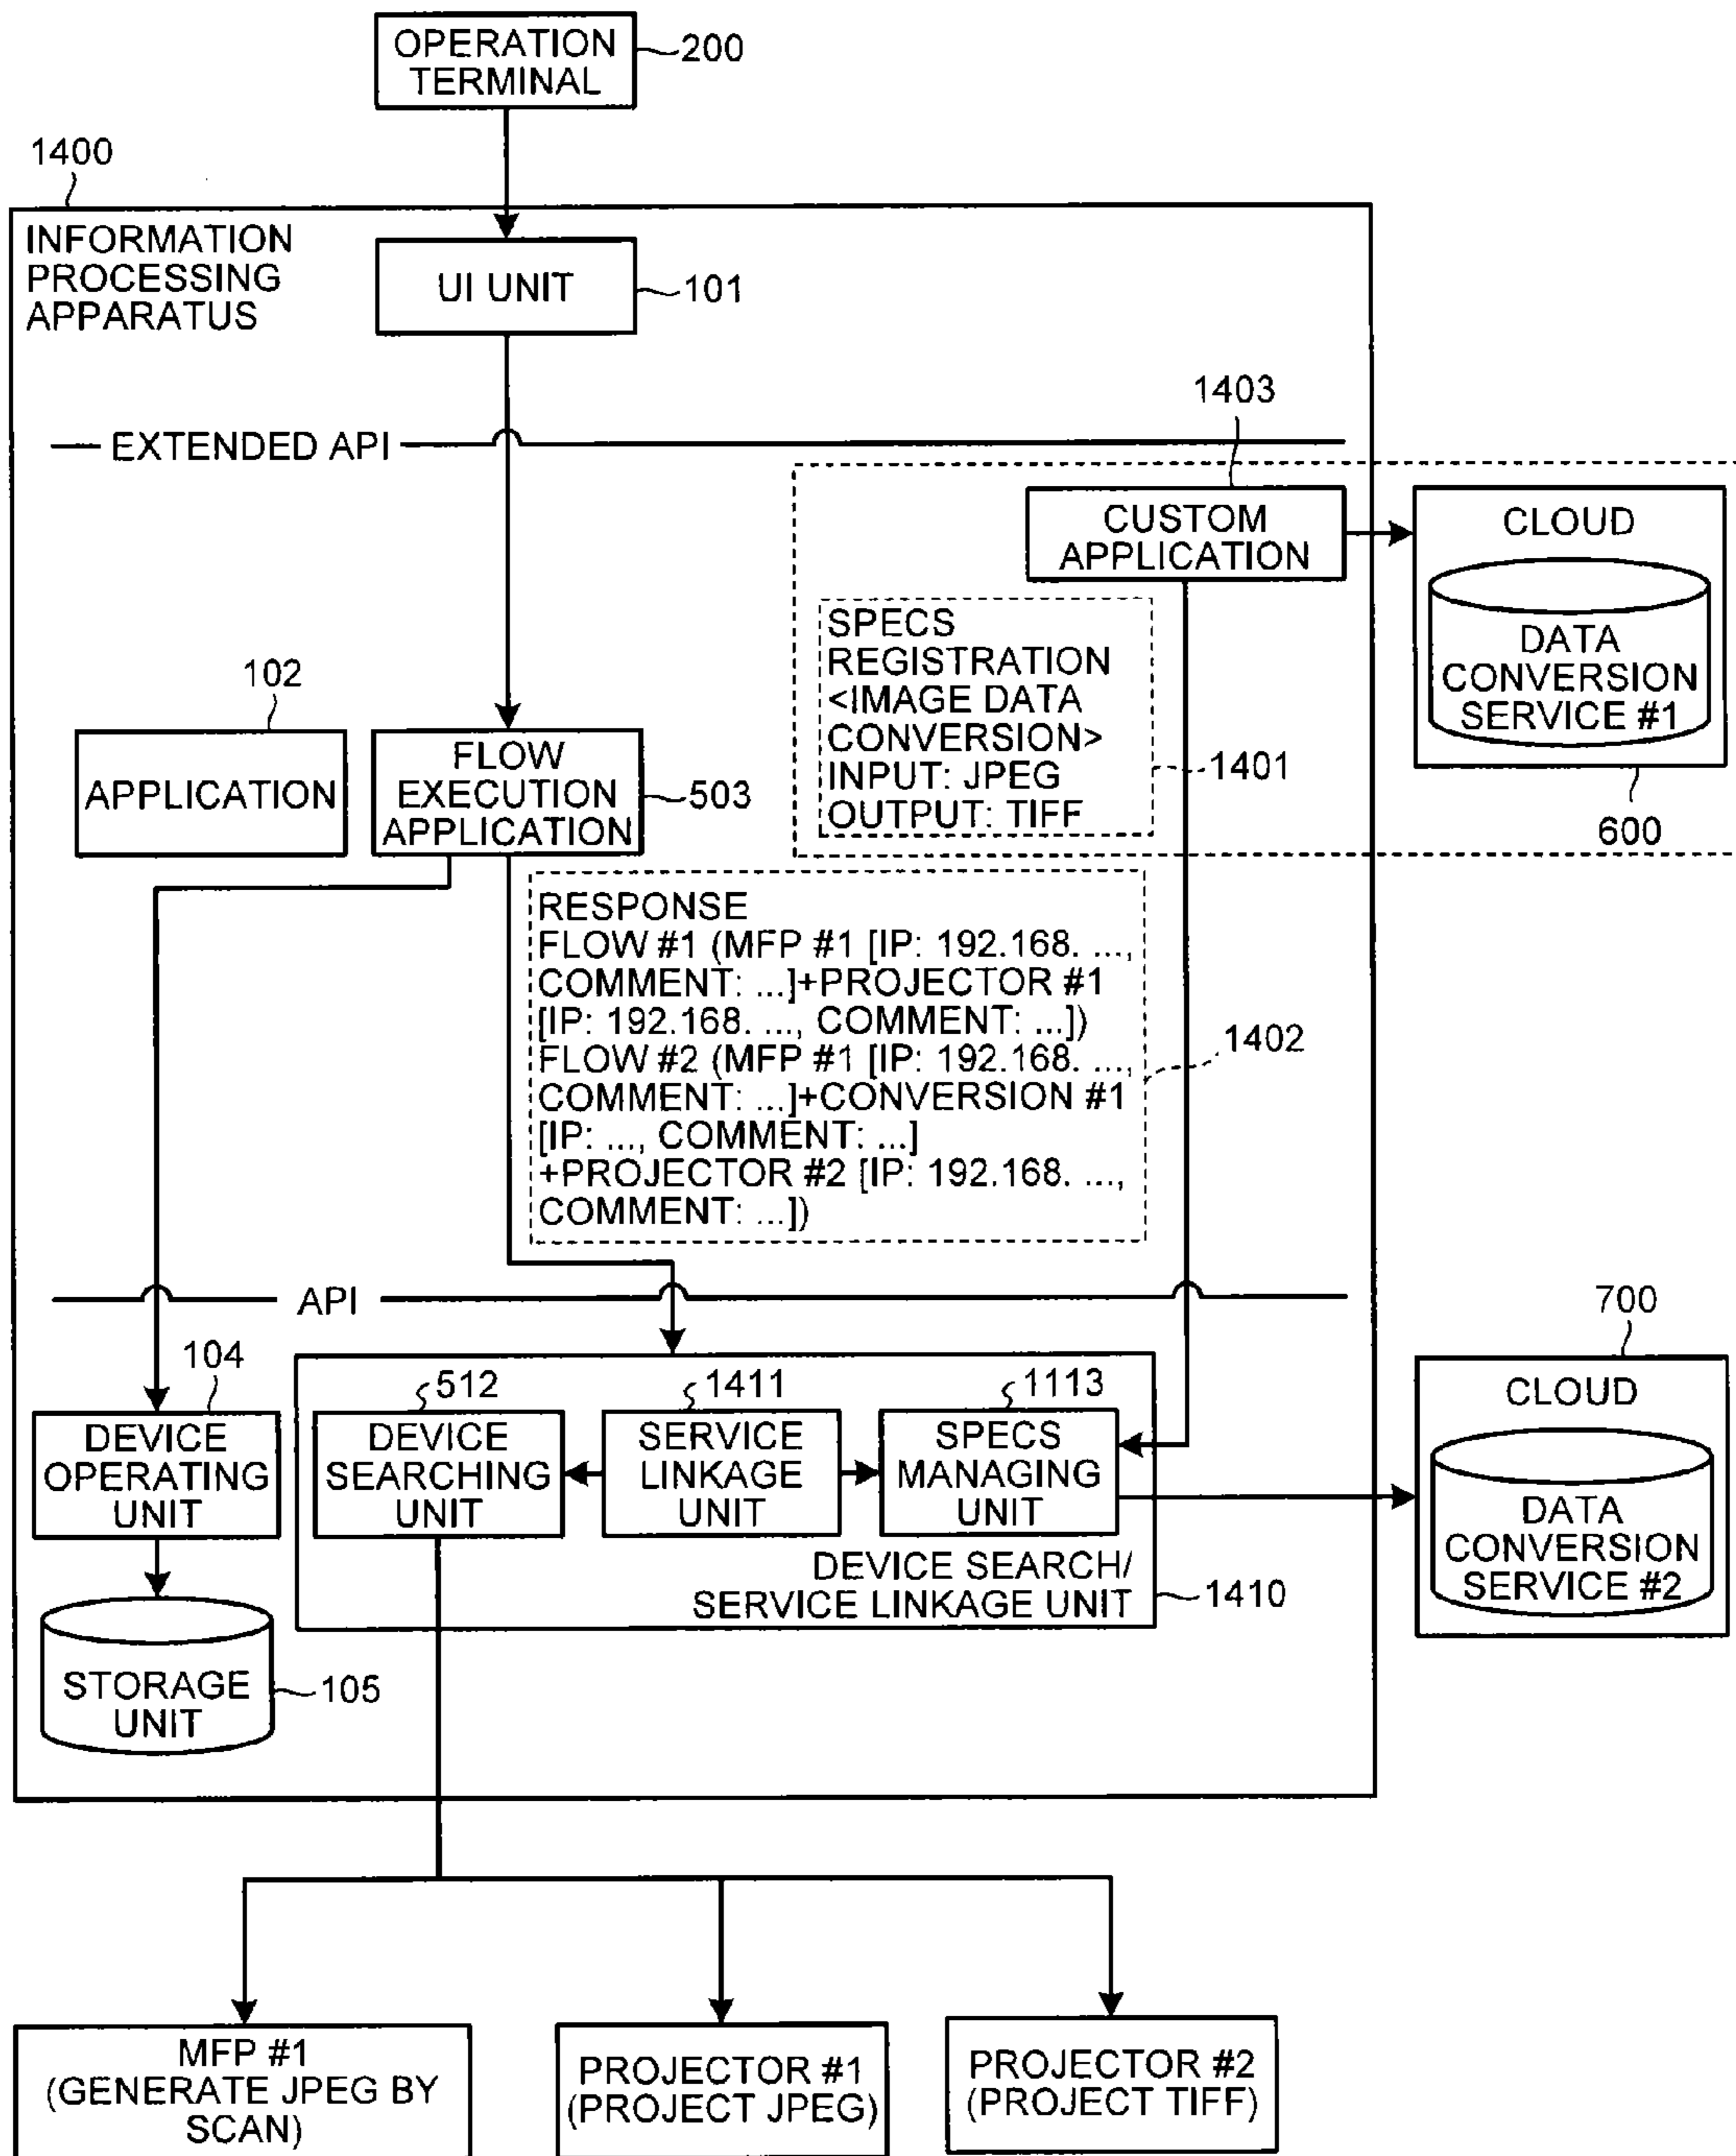 OPERATION
TERMINAL
200
1400
INFORMATION
PROCESSING
APPARATUS
UI UNIT
101
EXTENDED API
1403
CUSTOM
APPLICATION
CLOUD
DATA
CONVERSION
SERVICE #1
600
SPECS
REGISTRATION
<IMAGE DATA
CONVERSION>
INPUT: JPEG
OUTPUT: TIFF
1401
102
APPLICATION
FLOW
EXECUTION
APPLICATION
503
RESPONSE
FLOW #1 (MFP #1 [IP: 192.168. ...,
COMMENT: ...]+PROJECTOR #1
[IP: 192.168. ..., COMMENT: ...])
FLOW #2 (MFP #1 [IP: 192.168. ...,
COMMENT: ...]+CONVERSION #1
[IP: ..., COMMENT: ...]
+PROJECTOR #2 [IP: 192.168. ...,
COMMENT: ...])
1402
API
104
DEVICE
OPERATING
UNIT
512
DEVICE
SEARCHING
UNIT
1411
SERVICE
LINKAGE
UNIT
1113
SPECS
MANAGING
UNIT
DEVICE SEARCH/
SERVICE LINKAGE UNIT
1410
700
CLOUD
DATA
CONVERSION
SERVICE #2
STORAGE
UNIT
105
MFP #1
(GENERATE JPEG BY
SCAN)
PROJECTOR #1
(PROJECT JPEG)
PROJECTOR #2
(PROJECT TIFF)